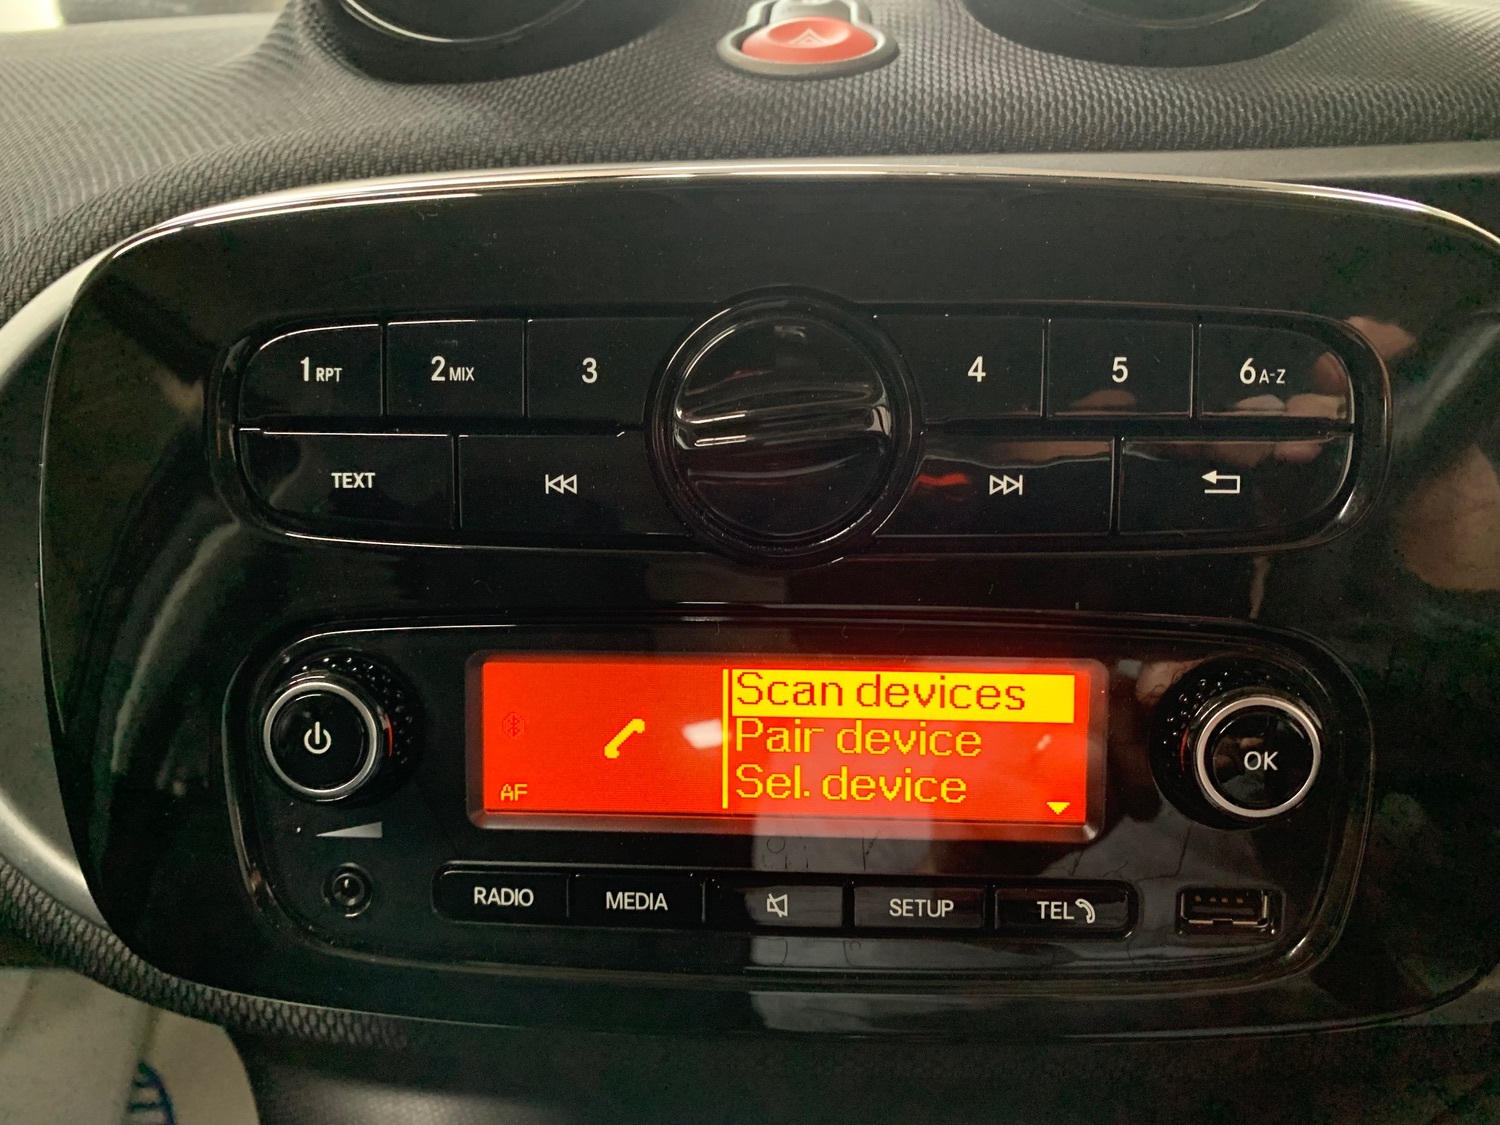 1 RPT
2 MIX
3
4
5
6 A-Z
TEXT
Scan devices
Pair device
Sel. device
AF
OK
RADIO
MEDIA
SETUP
TEL